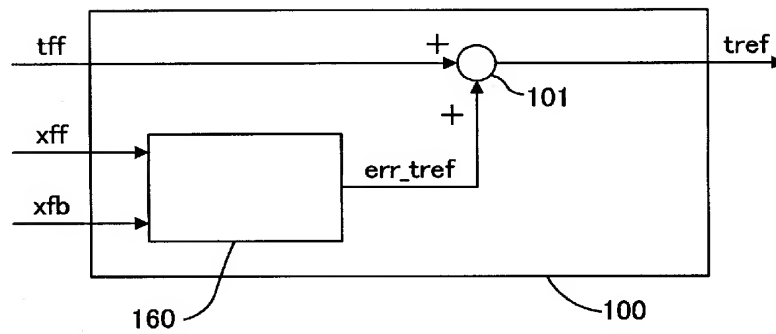 tff
+
tref
101
+
xff
err_tref
xfb
160
100